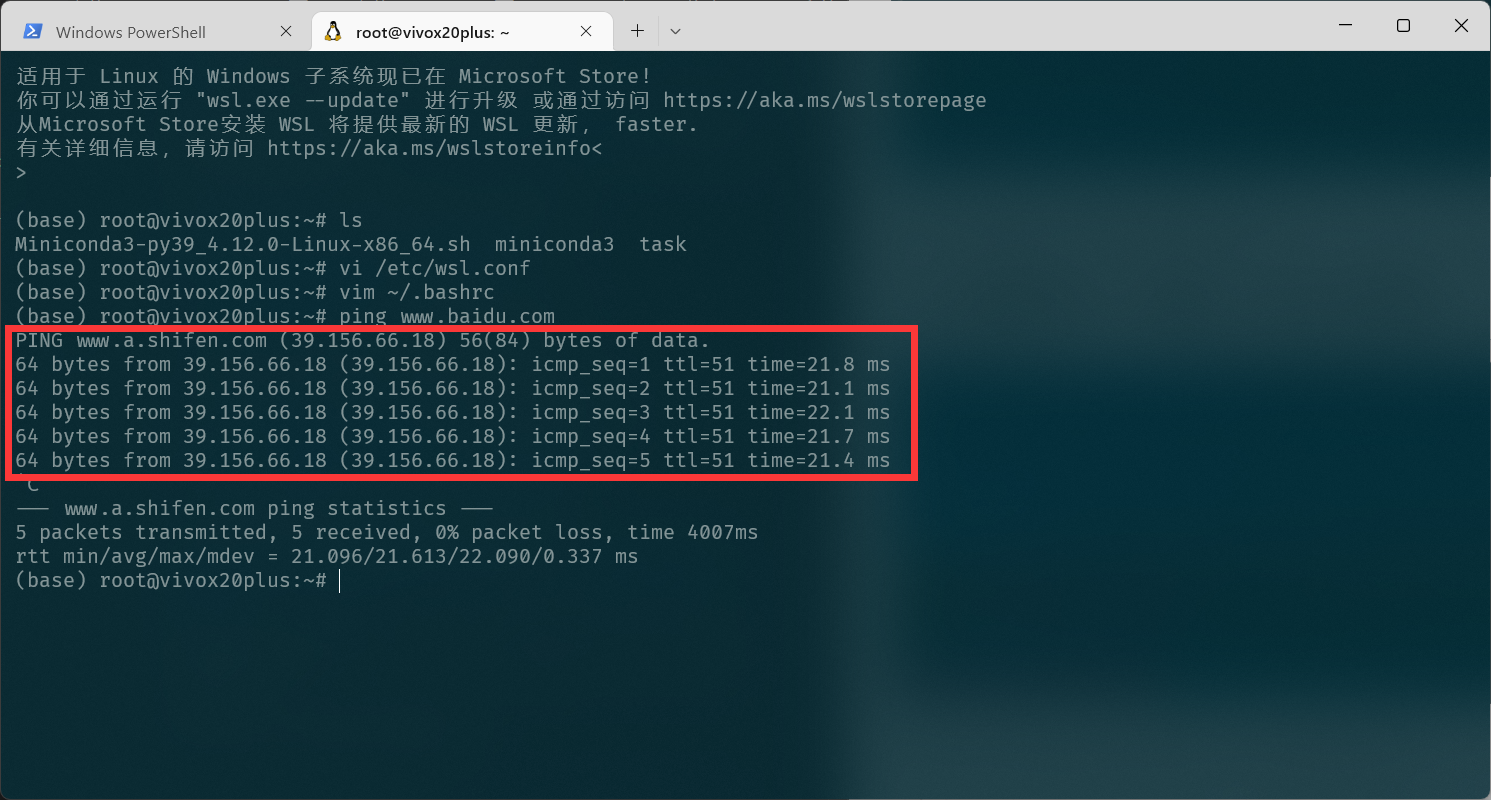 Windows PowerShell
root@vivox20plus: ~
适用于 Linux 的 Windows 子系统现已在 Microsoft Store!
你可以通过运行 "wsl.exe --update" 进行升级 或通过访问 https://aka.ms/wslstorepage
从Microsoft Store安装 WSL 将提供最新的 WSL 更新， faster.
有关详细信息，请访问 https://aka.ms/wslstoreinfo<
>
(base) root@vivox20plus:~# ls
Miniconda3-py39_4.12.0-Linux-x86_64.sh  miniconda3  task
(base) root@vivox20plus:~# vi /etc/wsl.conf
(base) root@vivox20plus:~# vim ~/.bashrc
(base) root@vivox20plus:~# ping www.baidu.com
PING www.a.shifen.com (39.156.66.18) 56(84) bytes of data.
64 bytes from 39.156.66.18 (39.156.66.18): icmp_seq=1 ttl=51 time=21.8 ms
64 bytes from 39.156.66.18 (39.156.66.18): icmp_seq=2 ttl=51 time=21.1 ms
64 bytes from 39.156.66.18 (39.156.66.18): icmp_seq=3 ttl=51 time=22.1 ms
64 bytes from 39.156.66.18 (39.156.66.18): icmp_seq=4 ttl=51 time=21.7 ms
64 bytes from 39.156.66.18 (39.156.66.18): icmp_seq=5 ttl=51 time=21.4 ms
^C
--- www.a.shifen.com ping statistics ---
5 packets transmitted, 5 received, 0% packet loss, time 4007ms
rtt min/avg/max/mdev = 21.096/21.613/22.090/0.337 ms
(base) root@vivox20plus:~#